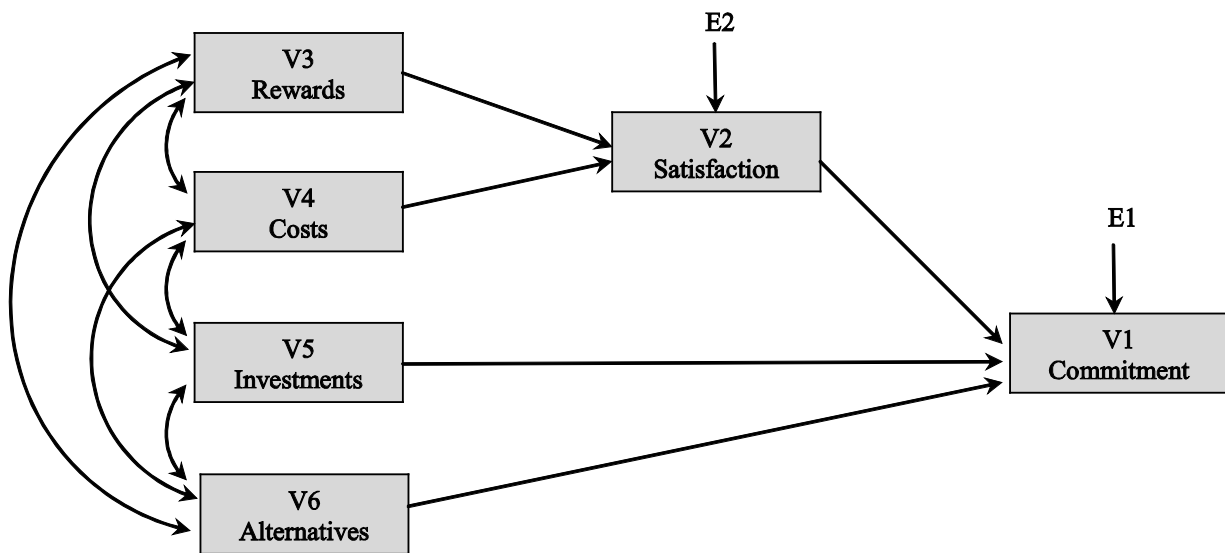 E2
V3
Rewards
V2
Satisfaction
V4
Costs
E1
V5
Investments
V1
Commitment
V6
Alternatives